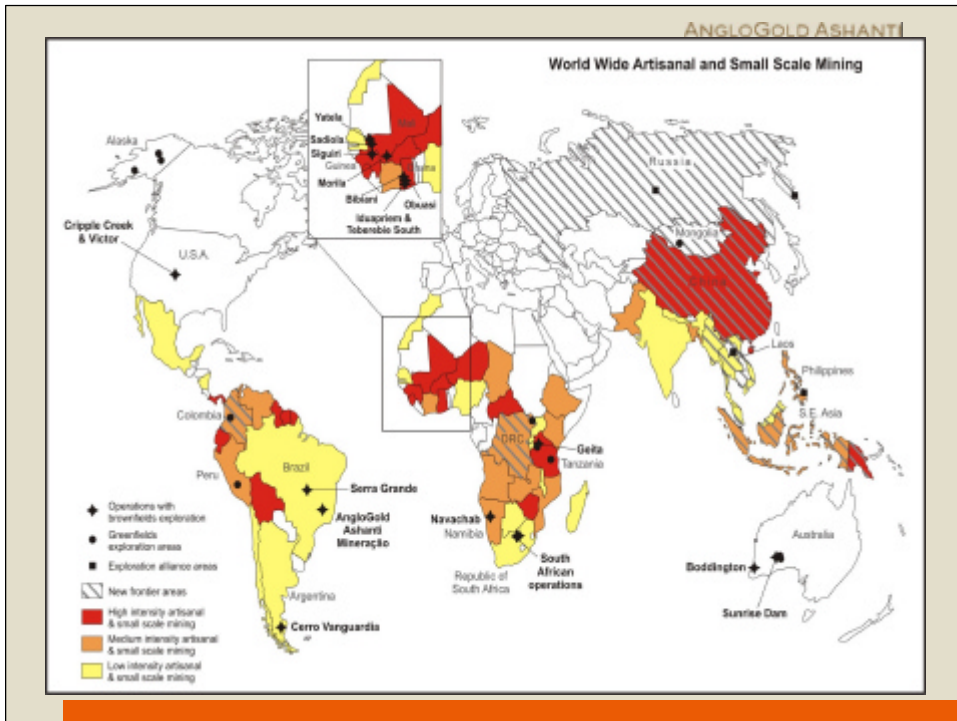 ANGLOGOLD ASHANTI
World Wide Artisanal and Small Scale Mining
Yatela
Sadiola
Siguiri
Guinea
Morila
Bibiani
Mali
Ghana
Obuasi
Iduapriem &
Teberebie South
Alaska
Cripple Creek
& Victor
U.S.A.
Russia
Mongolia
China
Laos
Philippines
S.E. Asia
Colombia
Peru
Brazil
Serra Grande
AngloGold
Ashanti
Mineração
Argentina
Cerro Vanguardia
DRC
Geita
Tanzania
Navachab
Namibia
Republic of
South Africa
South
African
operations
Australia
Boddington
Sunrise Dam
Operations with
brownfields exploration
Greenfields
exploration areas
Exploration alliance areas
New frontier areas
High intensity artisanal
& small scale mining
Medium intensity artisanal
& small scale mining
Low intensity artisanal
& small scale mining